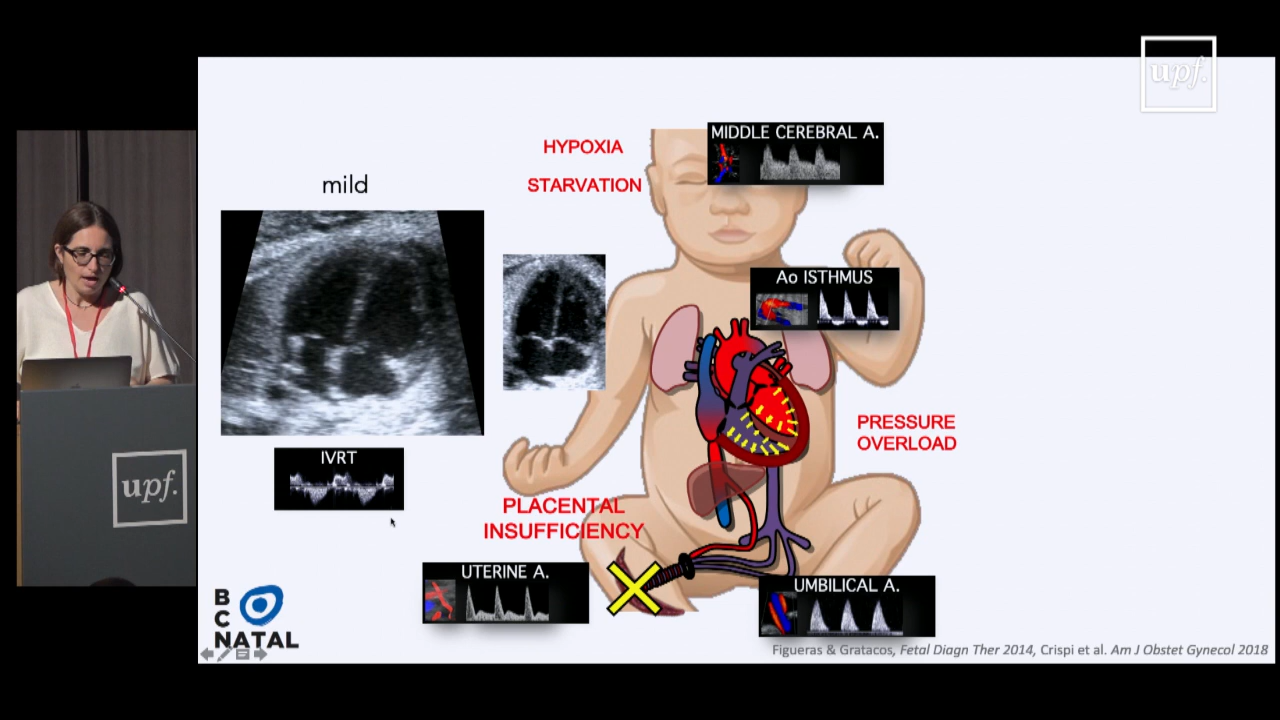 upf.
MIDDLE CEREBRAL A.
HYPOXIA
STARVATION
mild
Ao ISTHMUS
PRESSURE
OVERLOAD
IVRT
PLACENTAL
INSUFFICIENCY
upf.
UTERINE A.
UMBILICAL A.
B
C
NATAL
Figueras & Gratacos, Fetal Diagn Ther 2014, Crispi et al. Am J Obstet Gynecol 2018